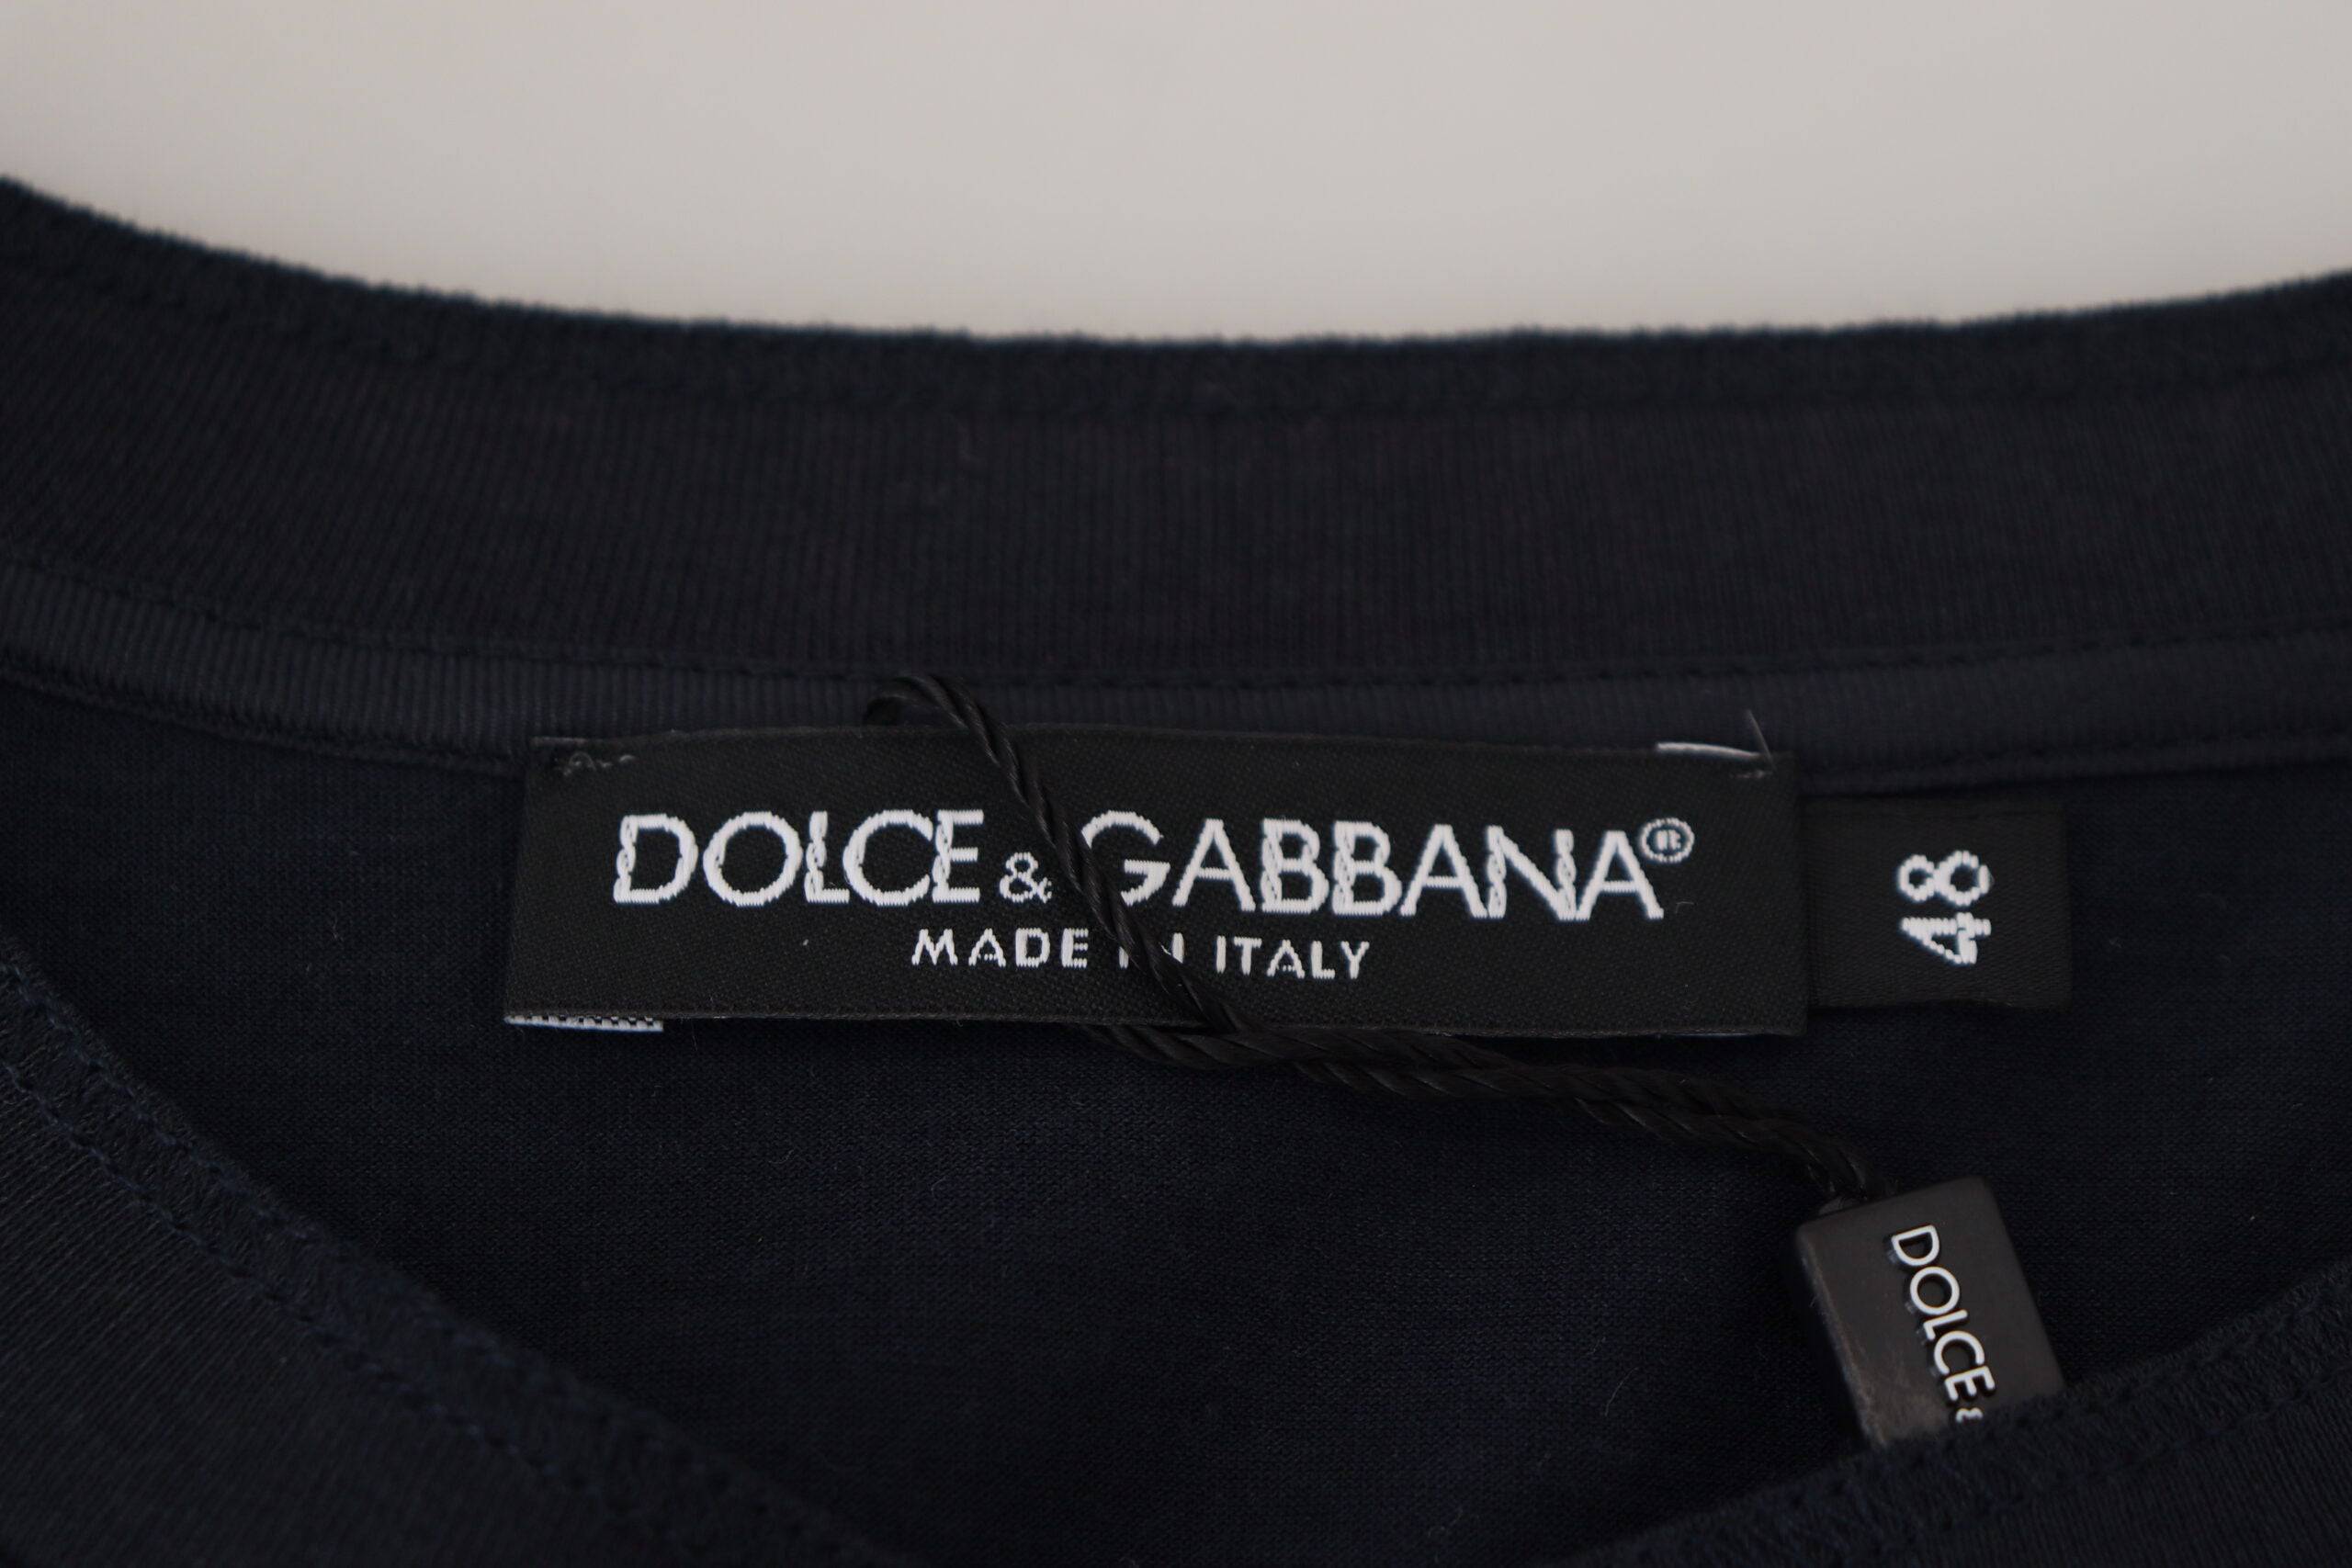 DOLCE & GABBANA®
MADE IN ITALY
48
DOLCE &